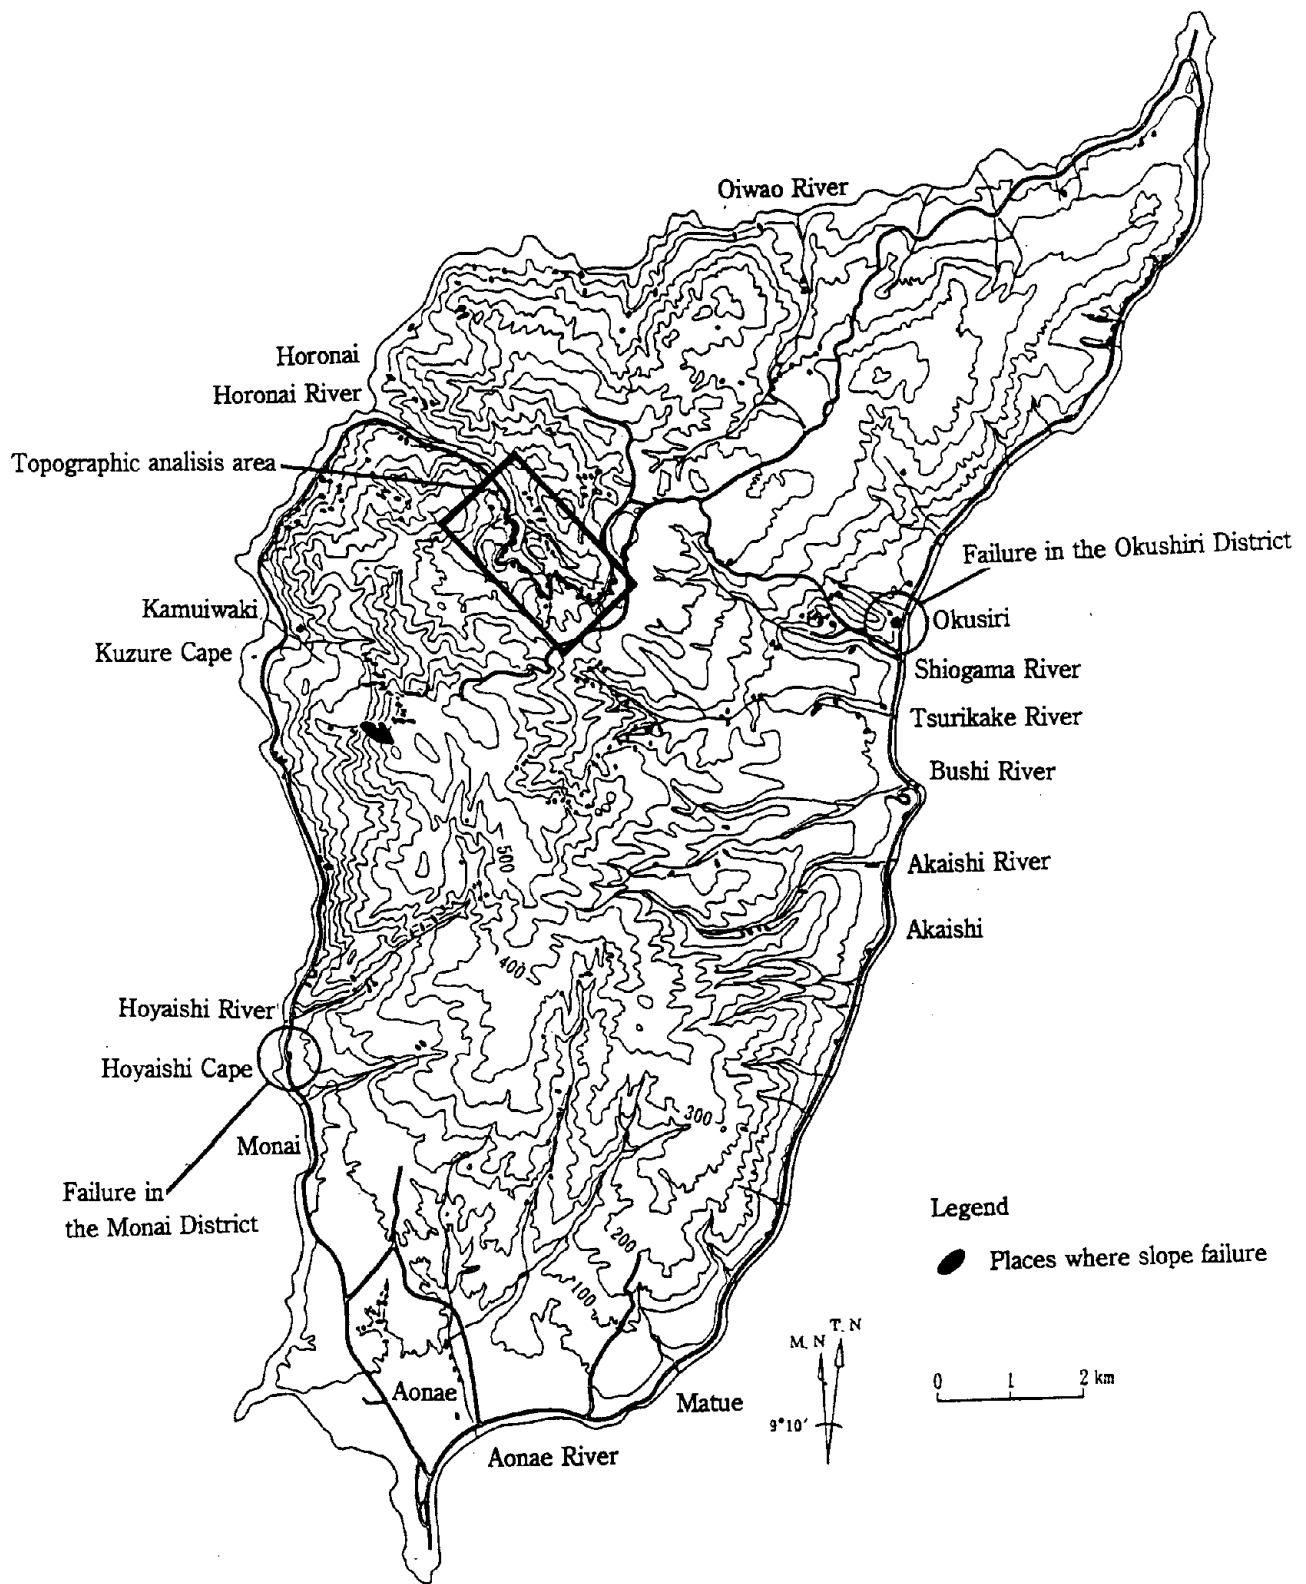 Oiwao River
Horonai
Horonai River
Topographic analisis area
Failure in the Okushiri District
Kamuiwaki
Okusiri
Kuzure Cape
Shiogama River
Tsurikake River
Bushi River
500
Akaishi River
Akaishi
400
Hoyaishi River
Hoyaishi Cape
300
Monai
Failure in
the Monai District
Legend
200
Places where slope failure
100
M. N
T. N
0 1 2 km
Aonae
Matue
9°10′
Aonae River